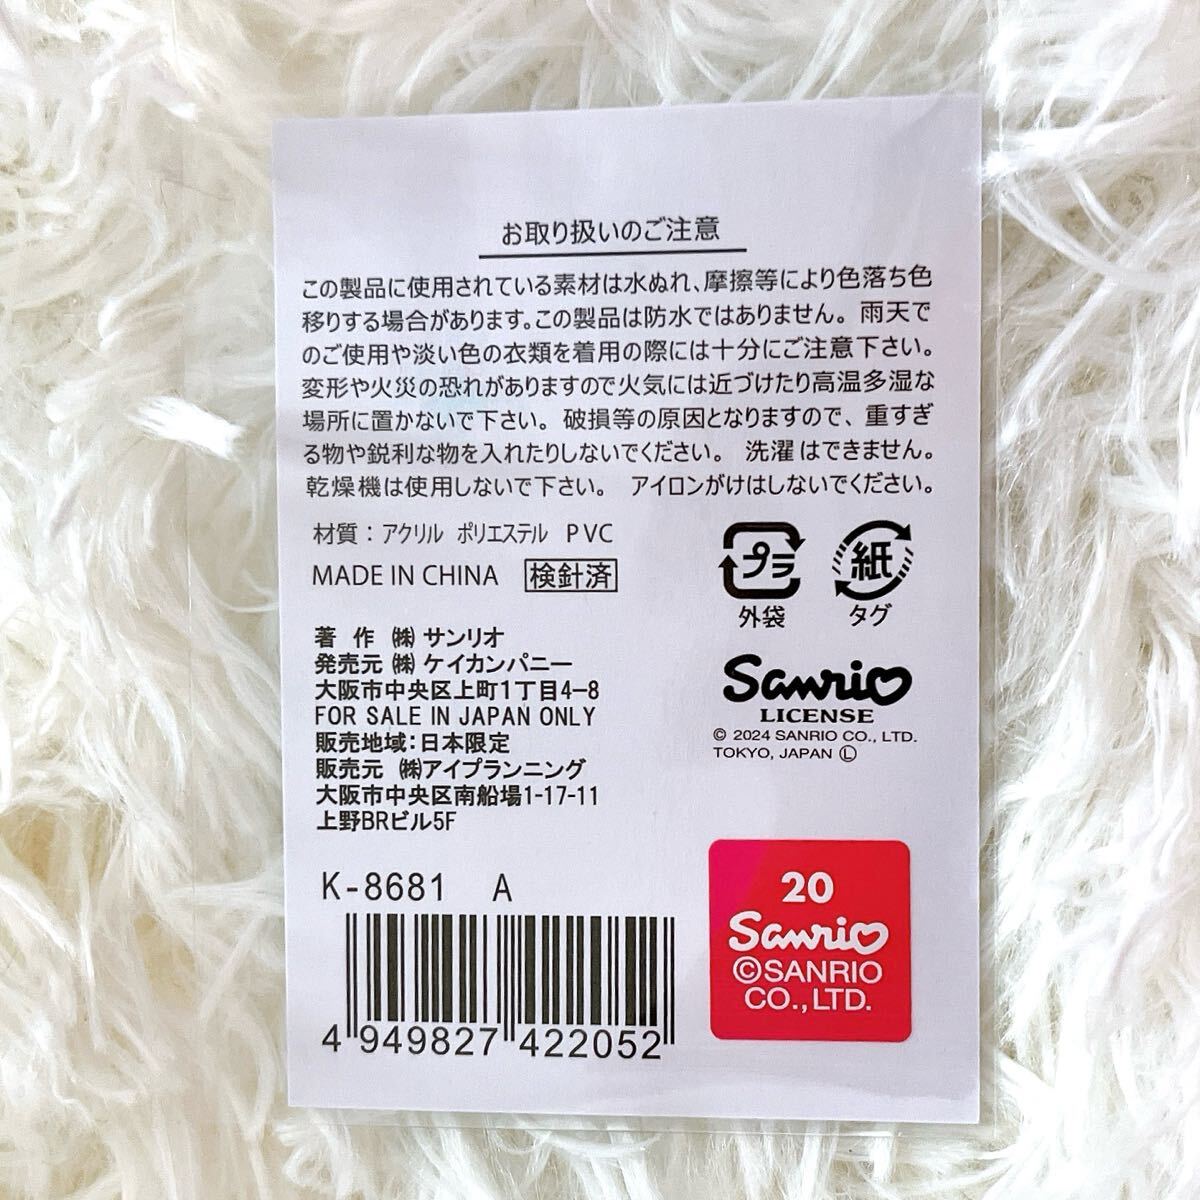 お取り扱いのご注意
この製品に使用されている素材は水ぬれ、摩擦等により色落ち色
移りする場合があります。この製品は防水ではありません。雨天で
のご使用や淡い色の衣類を着用の際には十分にご注意下さい。
変形や火災の恐れがありますので火気には近づけたり高温多湿な
場所に置かないで下さい。破損等の原因となりますので、重すぎ
る物や鋭利な物を入れたりしないでください。 洗濯はできません。
乾燥機は使用しないで下さい。 アイロンがけはしないでください。
材質：アクリル ポリエステル PVC
MADE IN CHINA 検針済
プラ
外袋
紙
タグ
著 作 ㈱ サンリオ
発売元 ㈱ ケイカンパニー
大阪市中央区上町1丁目4-8
FOR SALE IN JAPAN ONLY
販売地域：日本限定
販売元 ㈱アイプランニング
大阪市中央区南船場1-17-11
上野BRビル5F
Sanrio
LICENSE
© 2024 SANRIO CO., LTD.
TOKYO, JAPAN Ⓛ
K-8681 A
4 949827 422052
20
Sanrio
©SANRIO
CO.,LTD.